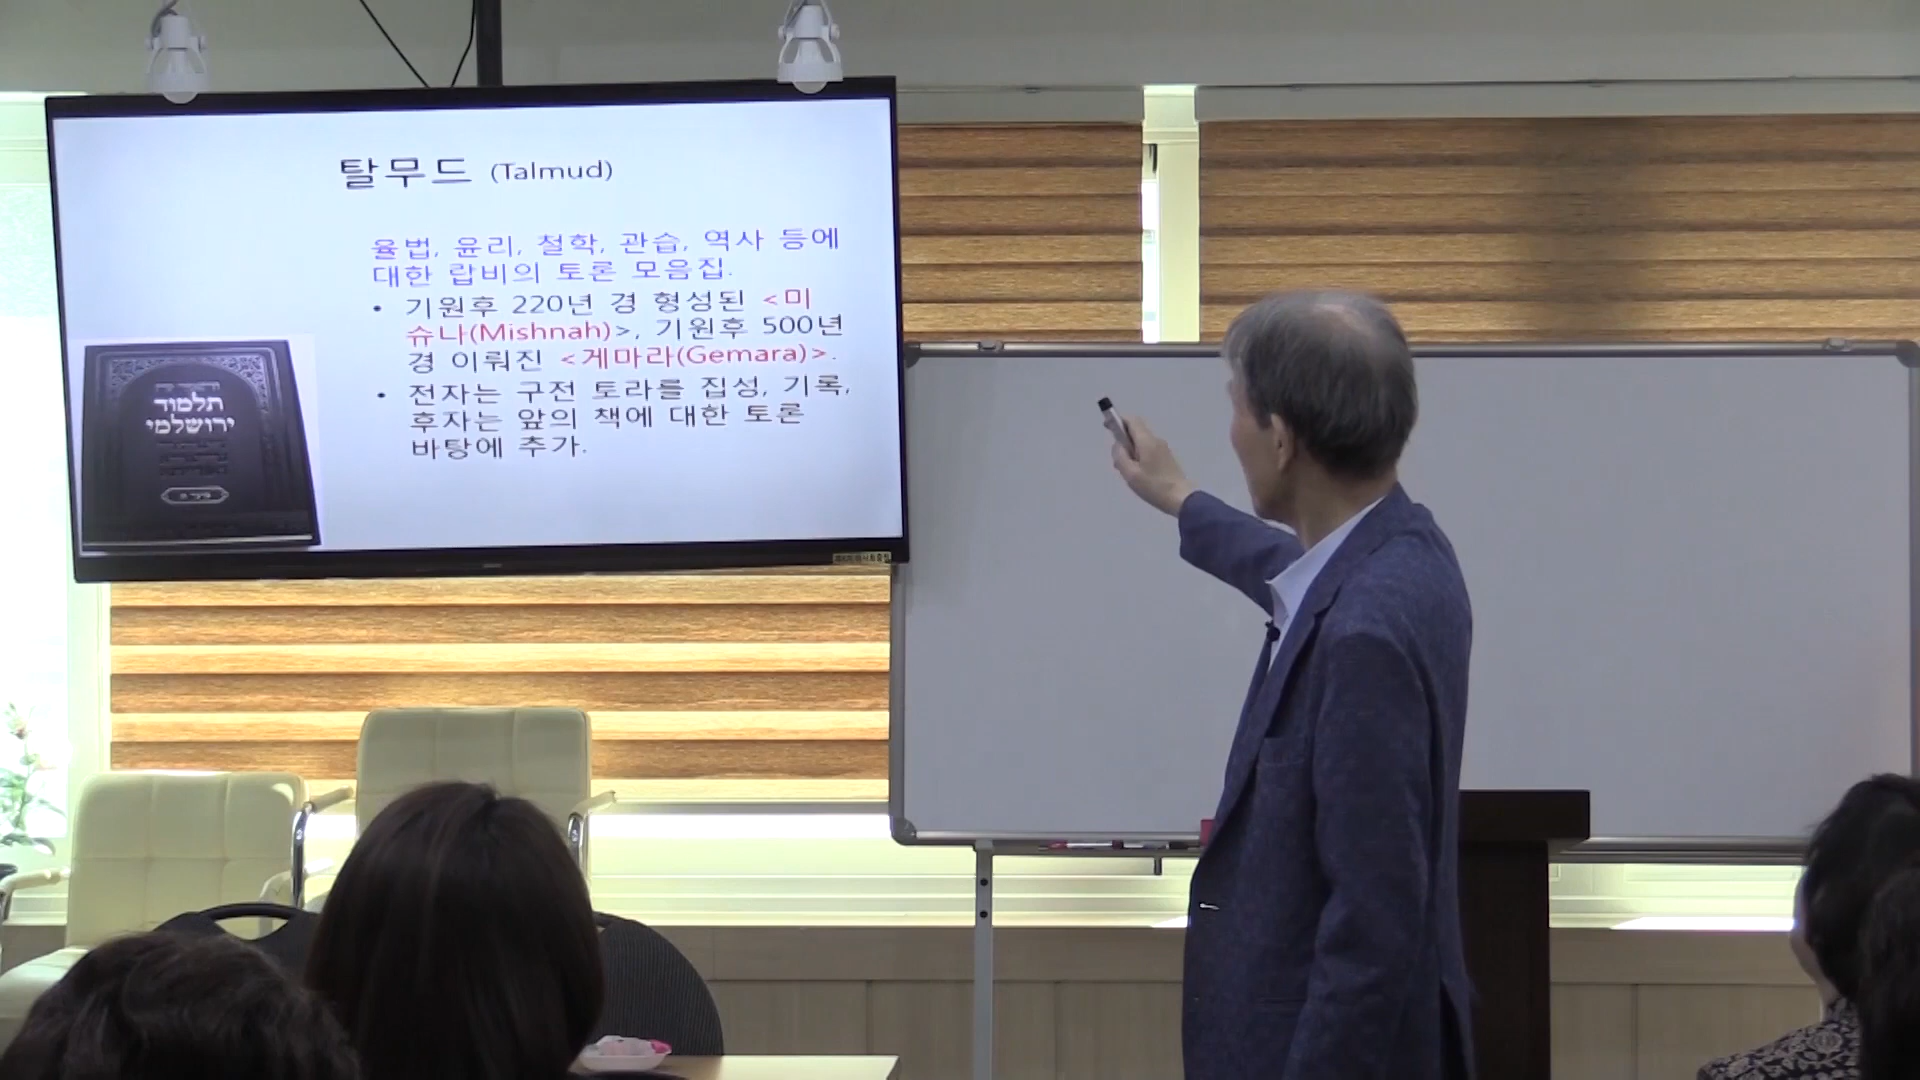 탈무드 (Talmud)
율법, 윤리, 철학, 관습, 역사 등에
대한 랍비의 토론 모음집.
• 기원후 220년 경 형성된 <미
슈나(Mishnah)>, 기원후 500년
경 이뤄진 <게마라(Gemara)>.
• 전자는 구전 토라를 집성, 기록,
후자는 앞의 책에 대한 토론
바탕에 추가.
תלמוד
ירושלמי